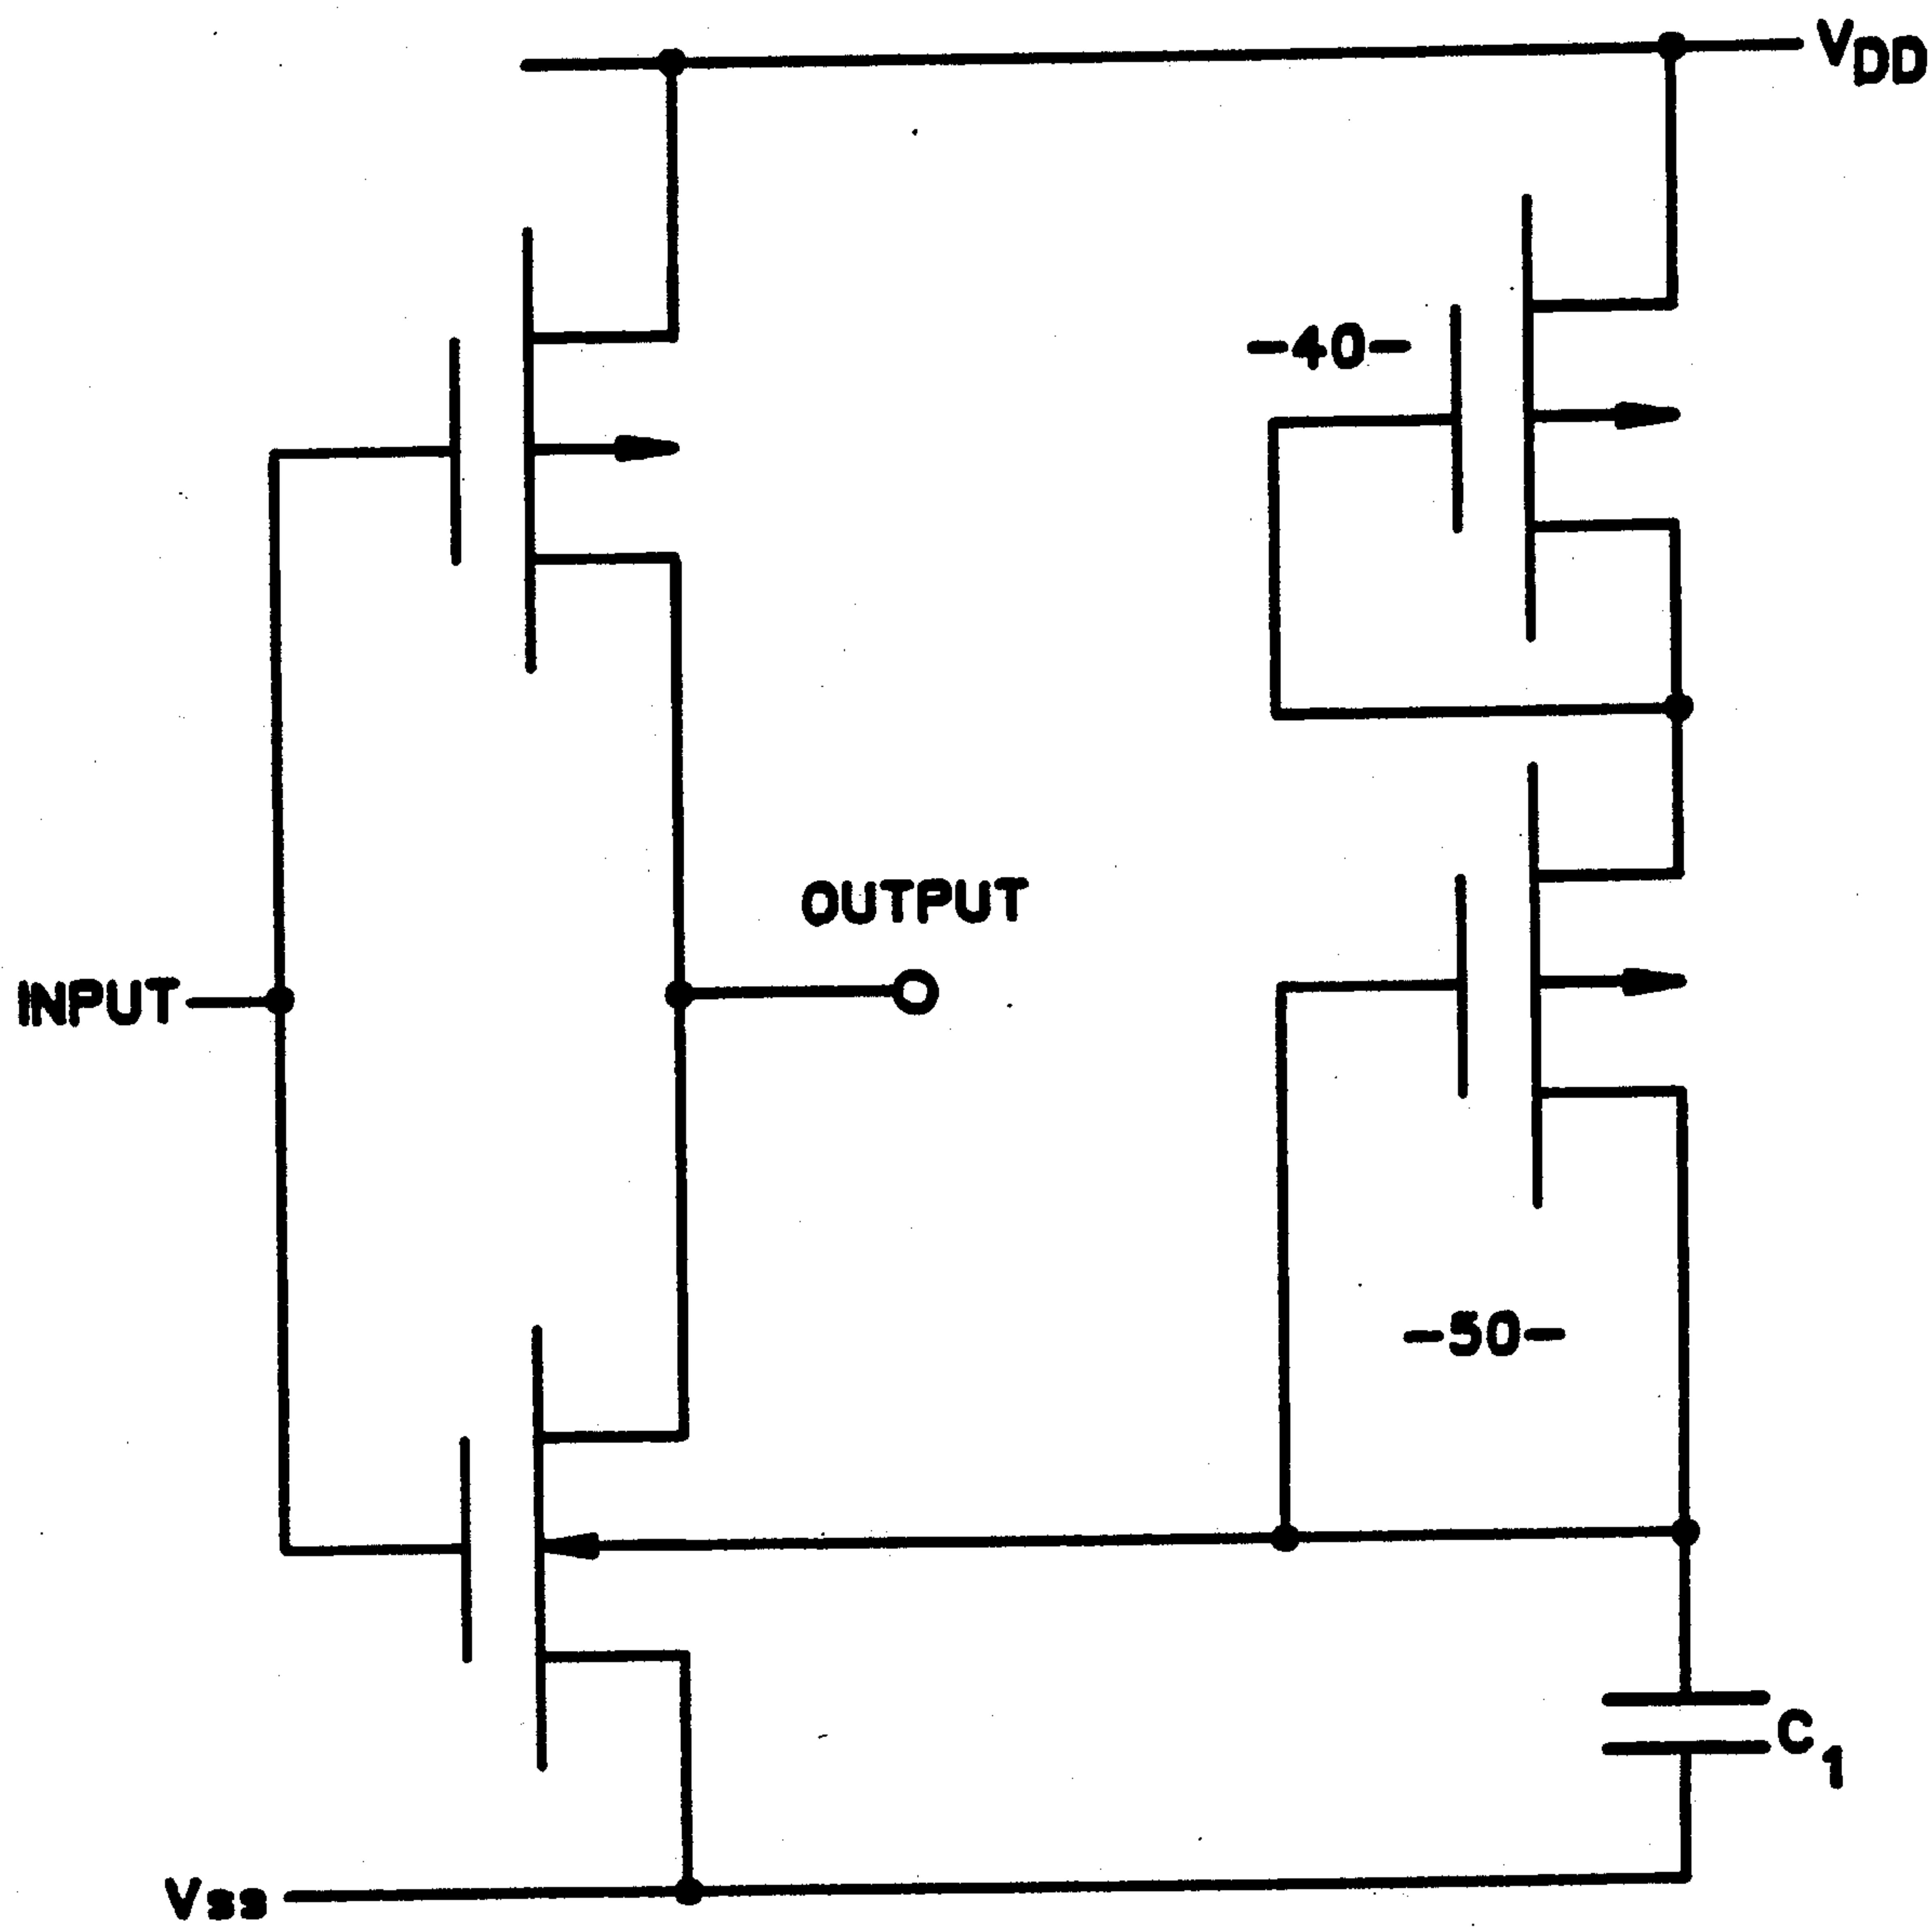 VDD
-40-
OUTPUT
INPUT
-50-
C1
Vss